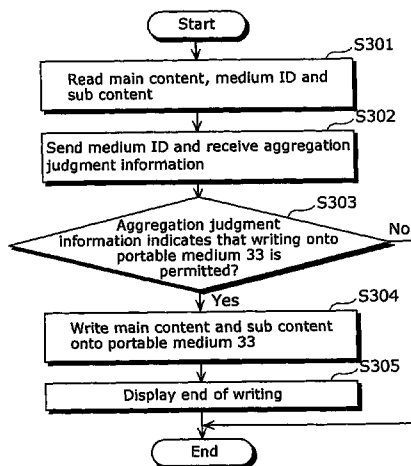 Start
S301
Read main content, medium ID and
sub content
S302
Send medium ID and receive aggregation
judgment information
S303
Aggregation judgment
information indicates that writing onto
portable medium 33 is
permitted?
No
Yes
S304
Write main content and sub content
onto portable medium 33
S305
Display end of writing
End